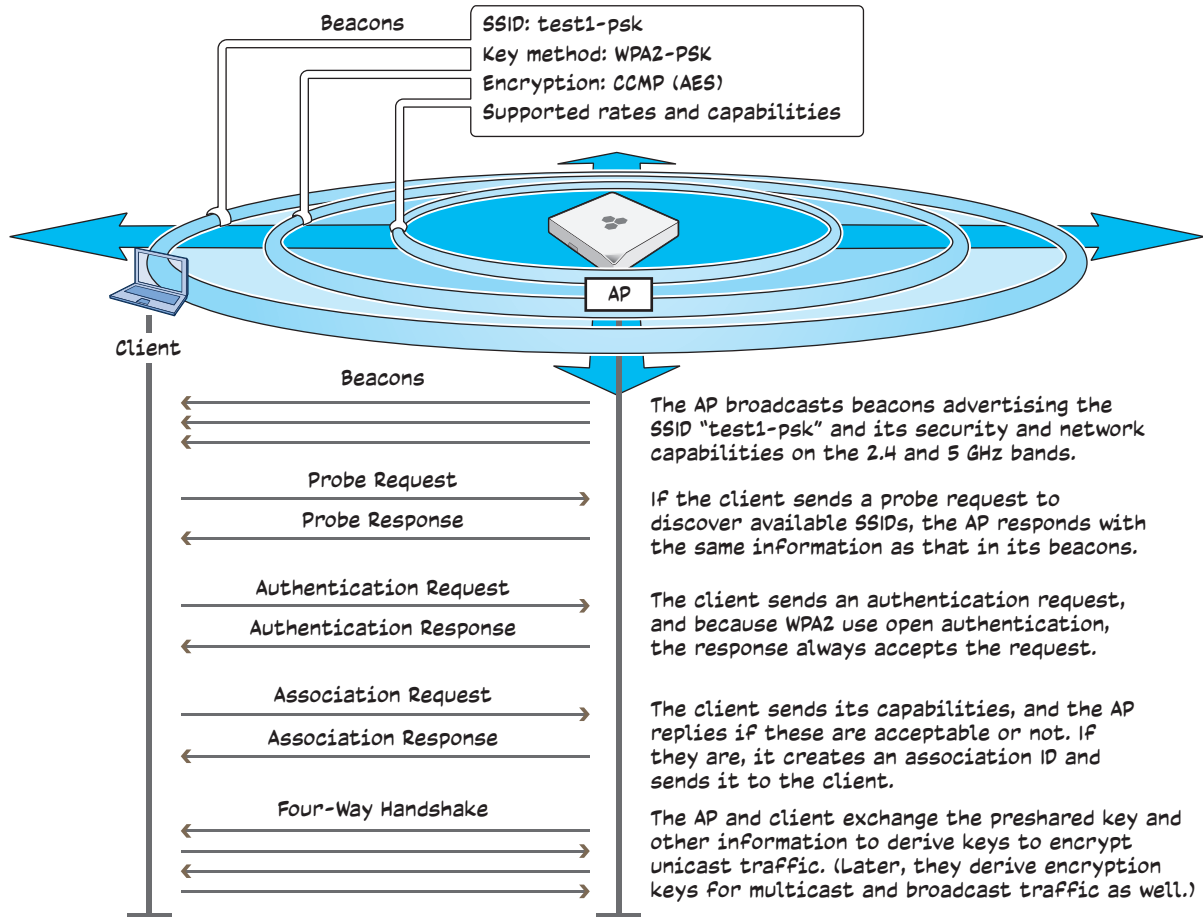 Beacons
SSID: test1-psk
Key method: WPA2-PSK
Encryption: CCMP (AES)
Supported rates and capabilities
AP
Client
Beacons
The AP broadcasts beacons advertising the
SSID "test1-psk" and its security and network
capabilities on the 2.4 and 5 GHz bands.
Probe Request
Probe Response
If the client sends a probe request to
discover available SSIDs, the AP responds with
the same information as that in its beacons.
Authentication Request
Authentication Response
The client sends an authentication request,
and because WPA2 use open authentication,
the response always accepts the request.
Association Request
Association Response
The client sends its capabilities, and the AP
replies if these are acceptable or not. If
they are, it creates an association ID and
sends it to the client.
Four-Way Handshake
The AP and client exchange the preshared key and
other information to derive keys to encrypt
unicast traffic. (Later, they derive encryption
keys for multicast and broadcast traffic as well.)